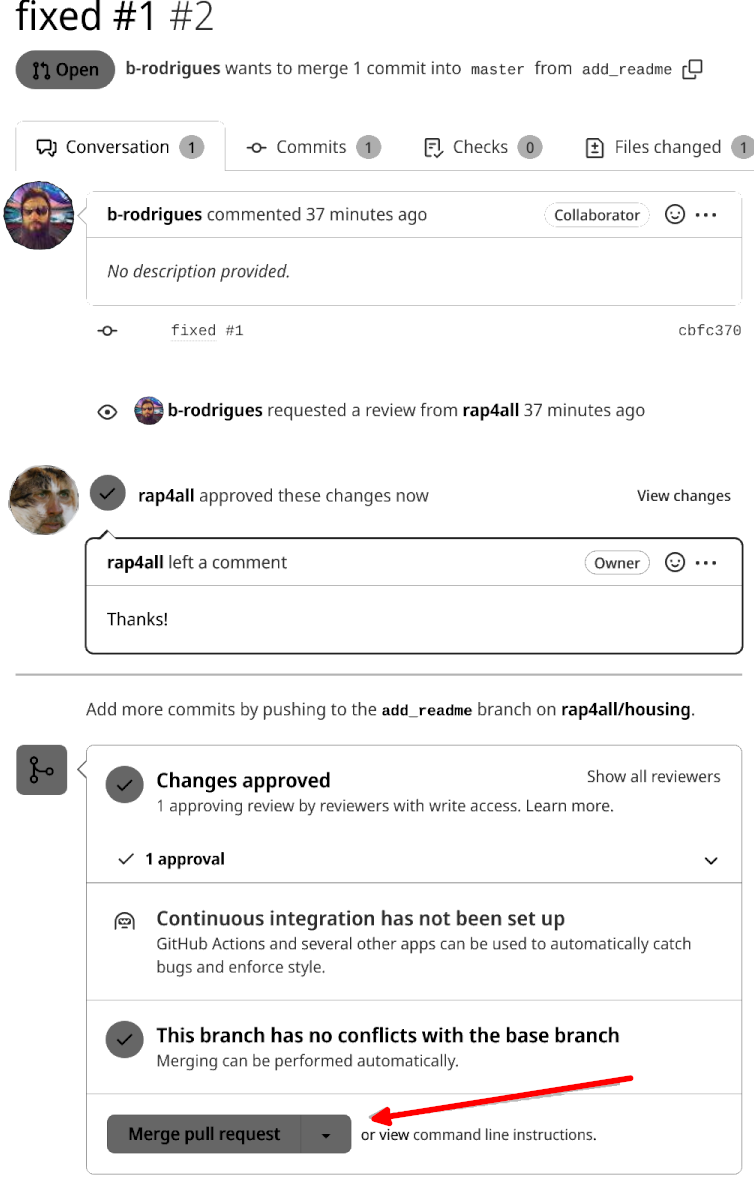 fixed #1 #2
Open b-rodrigues wants to merge 1 commit into master from add_readme
Conversation 1 Commits 1 Checks 0 Files changed 1
b-rodrigues commented 37 minutes ago Collaborator
No description provided.
fixed #1 cbfc370
b-rodrigues requested a review from rap4all 37 minutes ago
rap4all approved these changes now View changes
rap4all left a comment Owner
Thanks!
Add more commits by pushing to the add_readme branch on rap4all/housing.
Changes approved Show all reviewers
1 approving review by reviewers with write access. Learn more.
1 approval
Continuous integration has not been set up
GitHub Actions and several other apps can be used to automatically catch
bugs and enforce style.
This branch has no conflicts with the base branch
Merging can be performed automatically.
Merge pull request or view command line instructions.